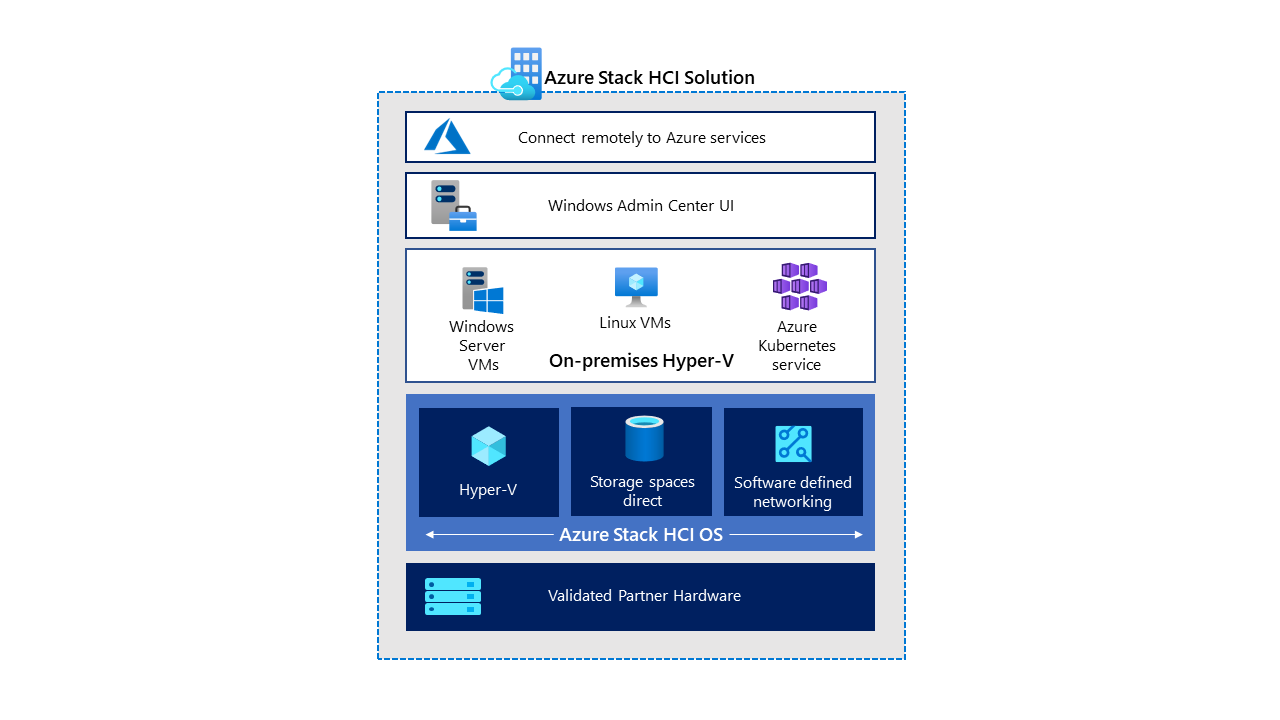 Azure Stack HCI Solution
Connect remotely to Azure services
Windows Admin Center UI
Windows
Server
VMs
Linux VMs
Azure
Kubernetes
service
On-premises Hyper-V
Hyper-V
Storage spaces
direct
Software defined
networking
Azure Stack HCI OS
Validated Partner Hardware